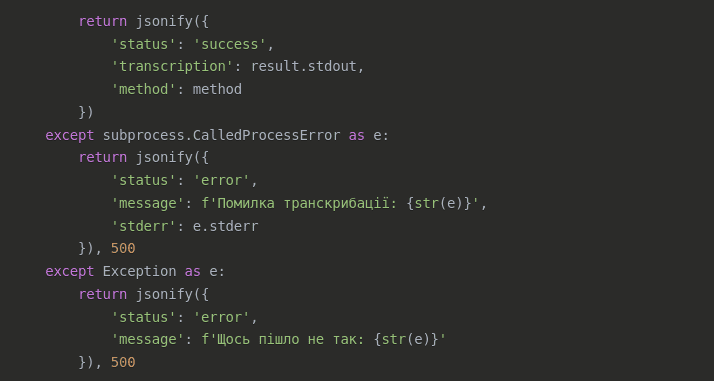 return jsonify({
'status': 'success',
'transcription': result.stdout,
'method': method
})
except subprocess.CalledProcessError as e:
return jsonify({
'status': 'error',
'message': f'Помилка транскрибації: {str(e)}',
'stderr': e.stderr
}), 500
except Exception as e:
return jsonify({
'status': 'error',
'message': f'Щось пішло не так: {str(e)}'
}), 500